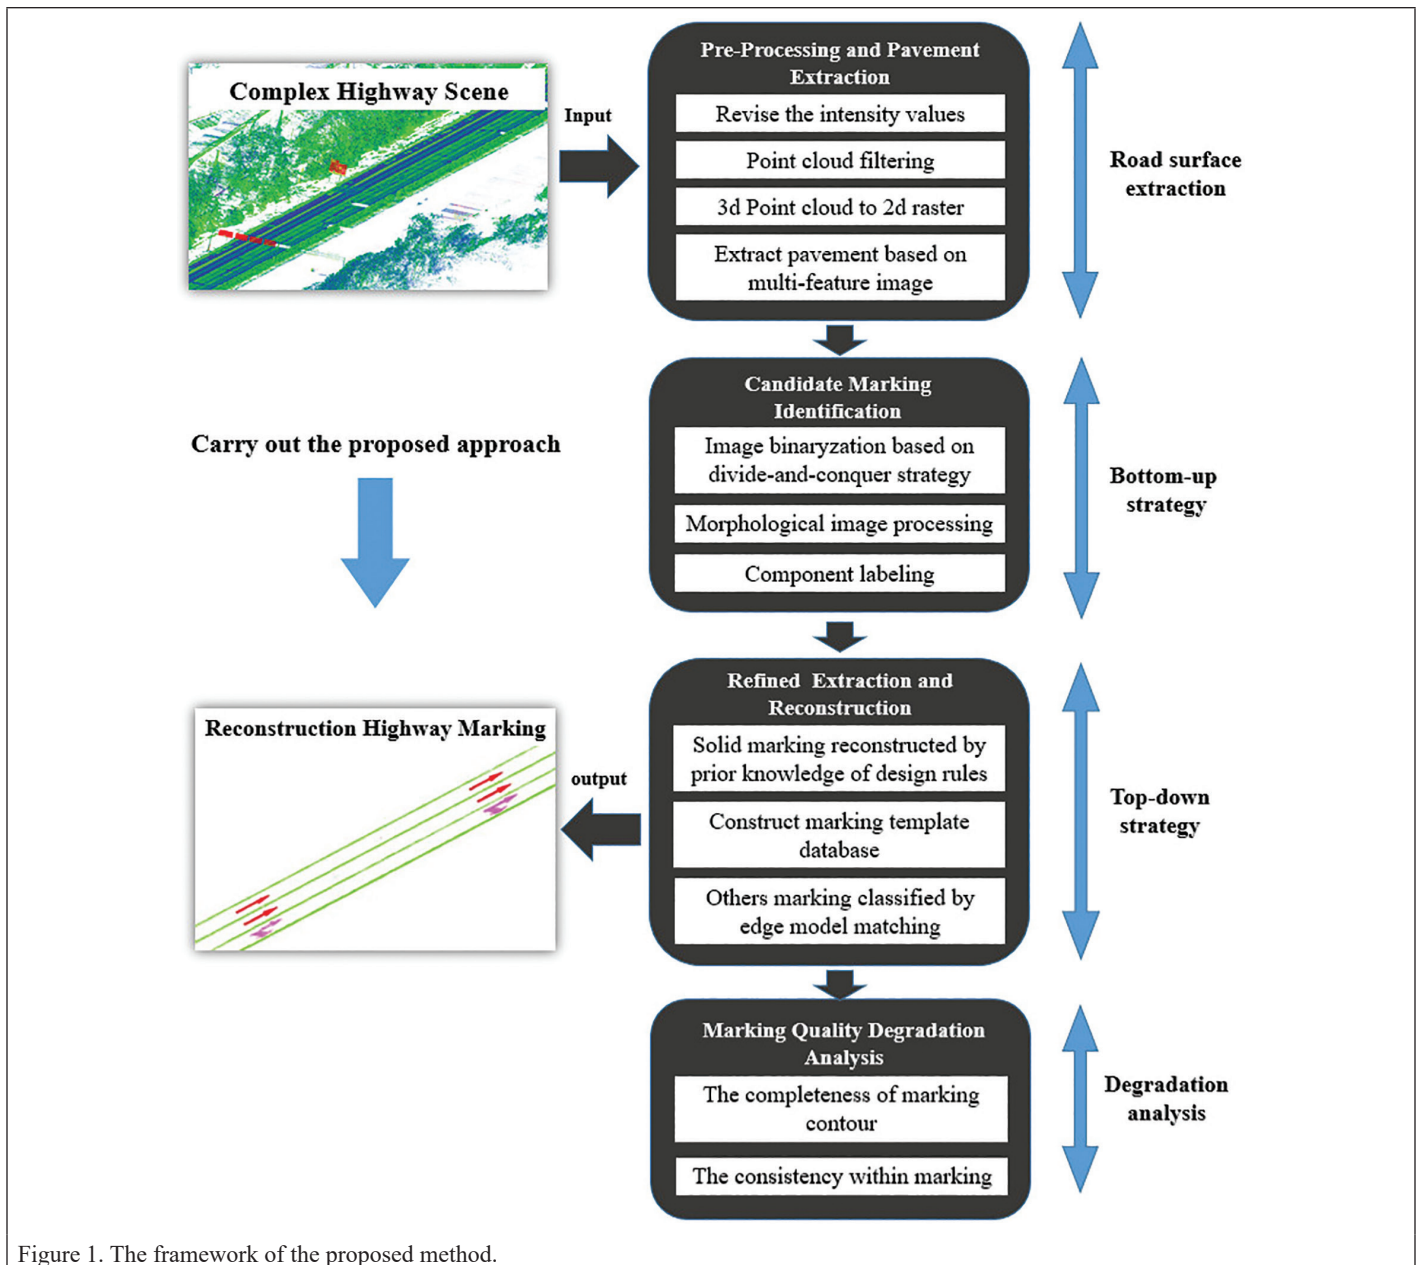 Complex Highway Scene
Input
Pre-Processing and Pavement
Extraction
Revise the intensity values
Point cloud filtering
3d Point cloud to 2d raster
Extract pavement based on
multi-feature image
Road surface
extraction
Carry out the proposed approach
Candidate Marking
Identification
Image binaryzation based on
divide-and-conquer strategy
Morphological image processing
Component labeling
Bottom-up
strategy
Reconstruction Highway Marking
output
Refined Extraction and
Reconstruction
Solid marking reconstructed by
prior knowledge of design rules
Construct marking template
database
Others marking classified by
edge model matching
Top-down
strategy
Marking Quality Degradation
Analysis
The completeness of marking
contour
The consistency within marking
Degradation
analysis
Figure 1. The framework of the proposed method.